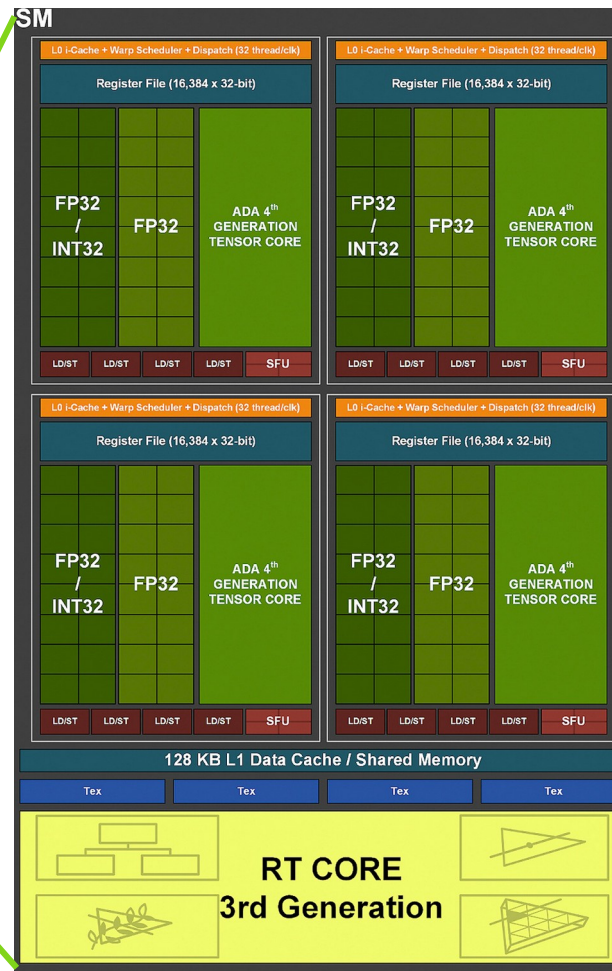 SM
L0 i-Cache + Warp Scheduler + Dispatch (32 thread/clk)
Register File (16,384 x 32-bit)
FP32
/
INT32
FP32
ADA 4th
GENERATION
TENSOR CORE
LD/ST LD/ST LD/ST LD/ST SFU
L0 i-Cache + Warp Scheduler + Dispatch (32 thread/clk)
Register File (16,384 x 32-bit)
FP32
/
INT32
FP32
ADA 4th
GENERATION
TENSOR CORE
LD/ST LD/ST LD/ST LD/ST SFU
L0 i-Cache + Warp Scheduler + Dispatch (32 thread/clk)
Register File (16,384 x 32-bit)
FP32
/
INT32
FP32
ADA 4th
GENERATION
TENSOR CORE
LD/ST LD/ST LD/ST LD/ST SFU
L0 i-Cache + Warp Scheduler + Dispatch (32 thread/clk)
Register File (16,384 x 32-bit)
FP32
/
INT32
FP32
ADA 4th
GENERATION
TENSOR CORE
LD/ST LD/ST LD/ST LD/ST SFU
128 KB L1 Data Cache / Shared Memory
Tex Tex Tex Tex
RT CORE
3rd Generation